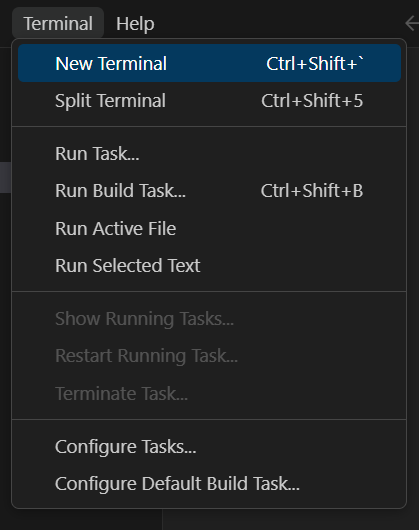 Terminal Help
New Terminal Ctrl+Shift+`
Split Terminal Ctrl+Shift+5
Run Task...
Run Build Task... Ctrl+Shift+B
Run Active File
Run Selected Text
Show Running Tasks...
Restart Running Task...
Terminate Task...
Configure Tasks...
Configure Default Build Task...